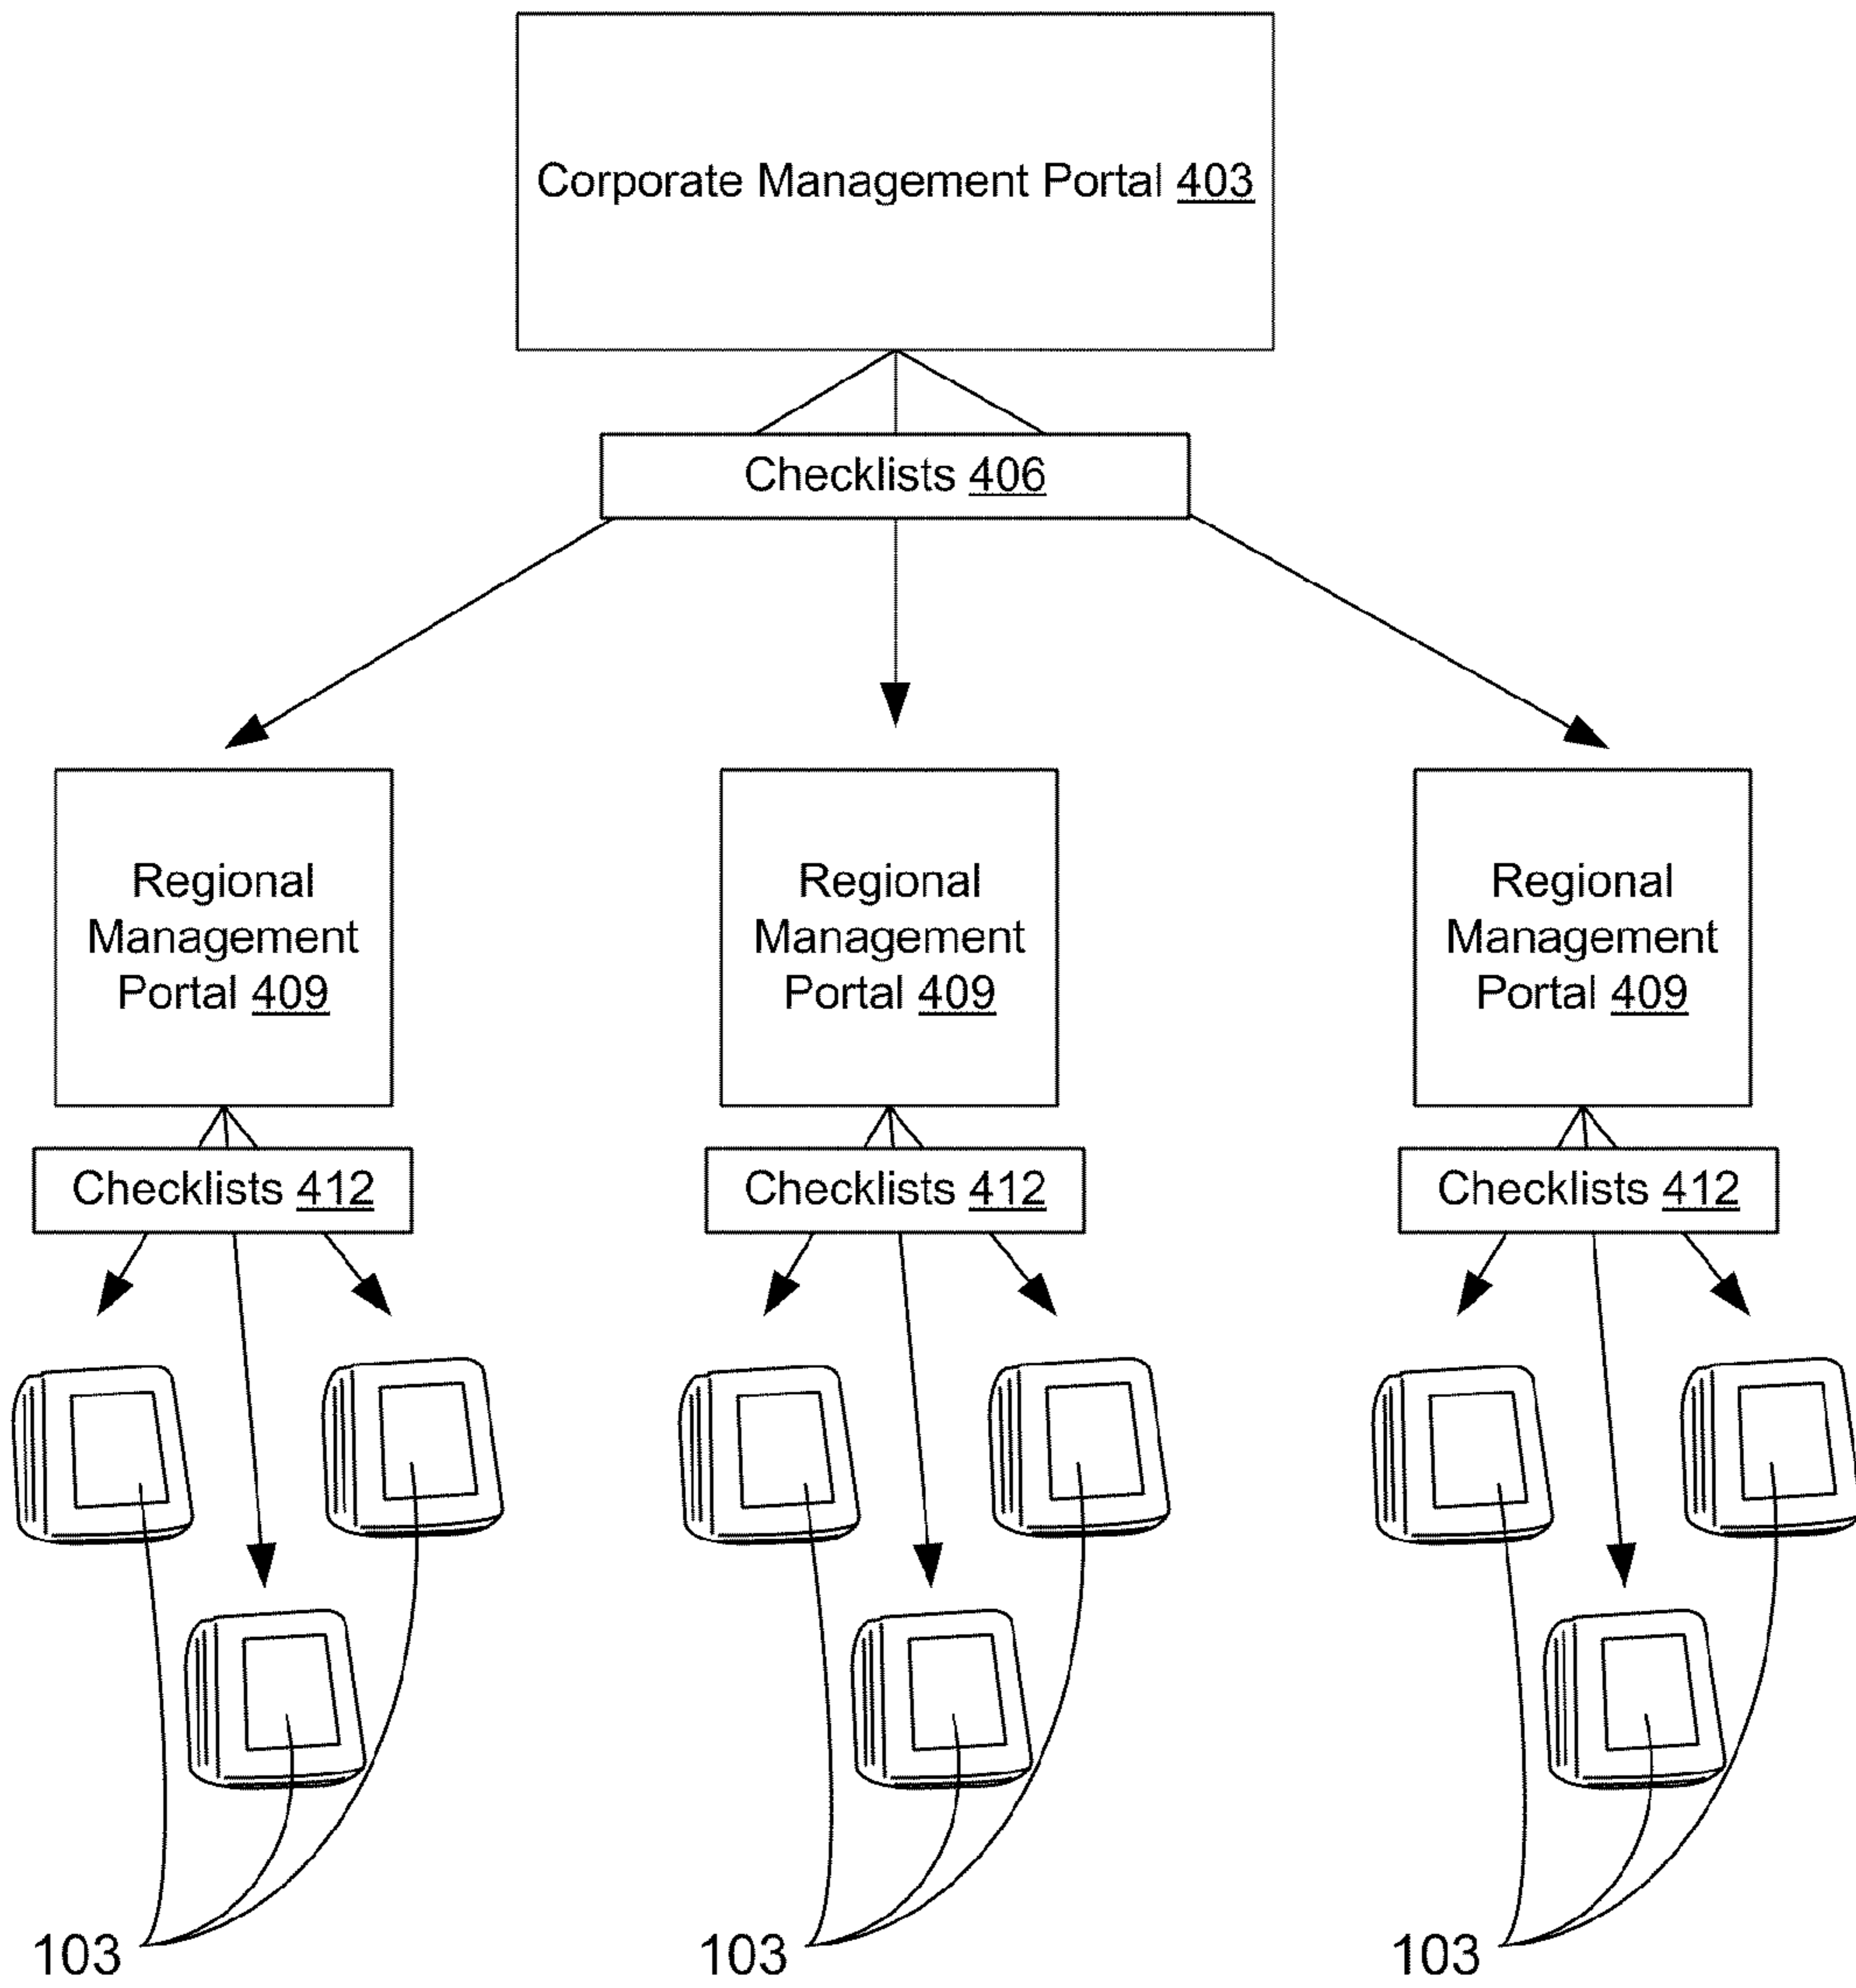 Corporate Management Portal 403
Checklists 406
Regional
Management
Portal 409
Regional
Management
Portal 409
Regional
Management
Portal 409
Checklists 412
Checklists 412
Checklists 412
103
103
103